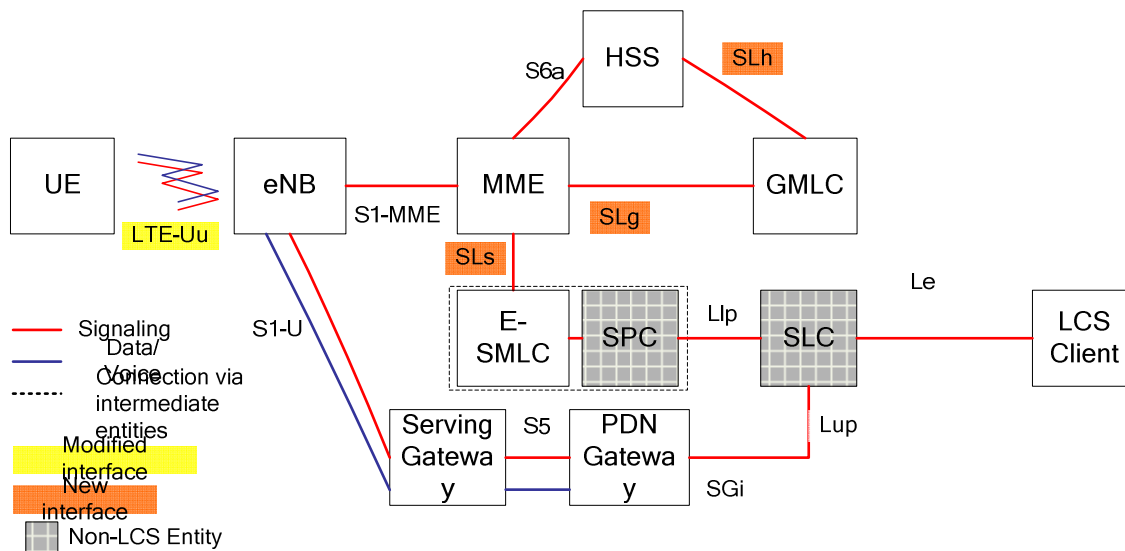 HSS
SLh
S6a
UE
eNB
MME
GMLC
S1-MME
SLg
LTE-Uu
SLs
Le
E-
SMLC
SPC
Llp
SLC
LCS
Client
Signaling
Data/
Voice
Connection via
intermediate
entities
S1-U
Lup
Serving
Gatewa
y
S5
PDN
Gatewa
y
SGi
Modified
interface
New
interface
Non-LCS Entity